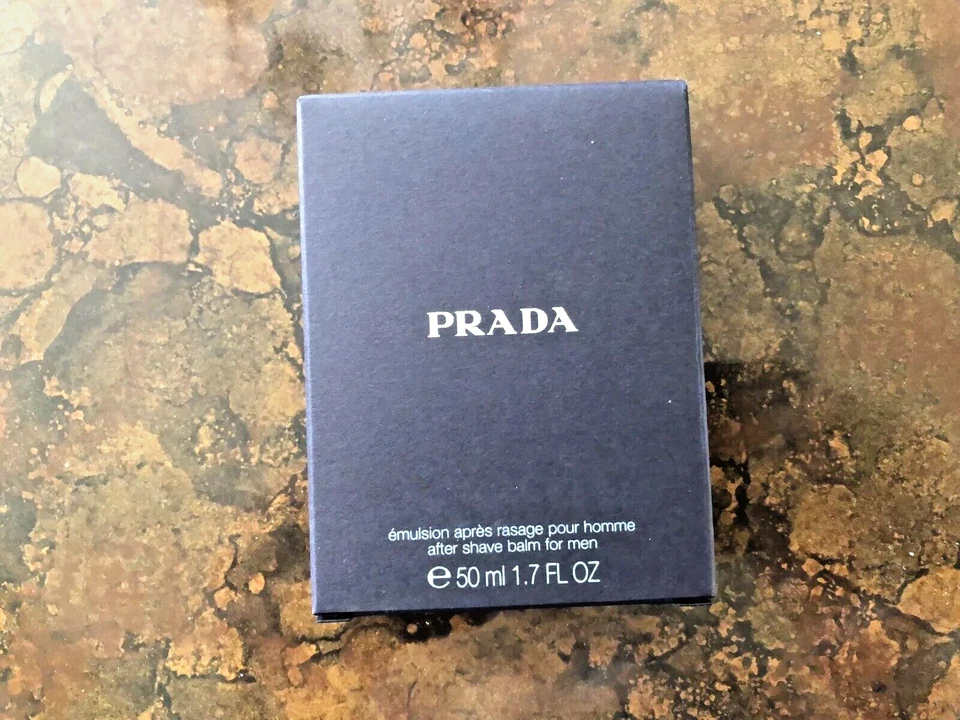 PRADA
émulsion après rasage pour homme
after shave balm for men
℮ 50 ml 1.7 FL OZ